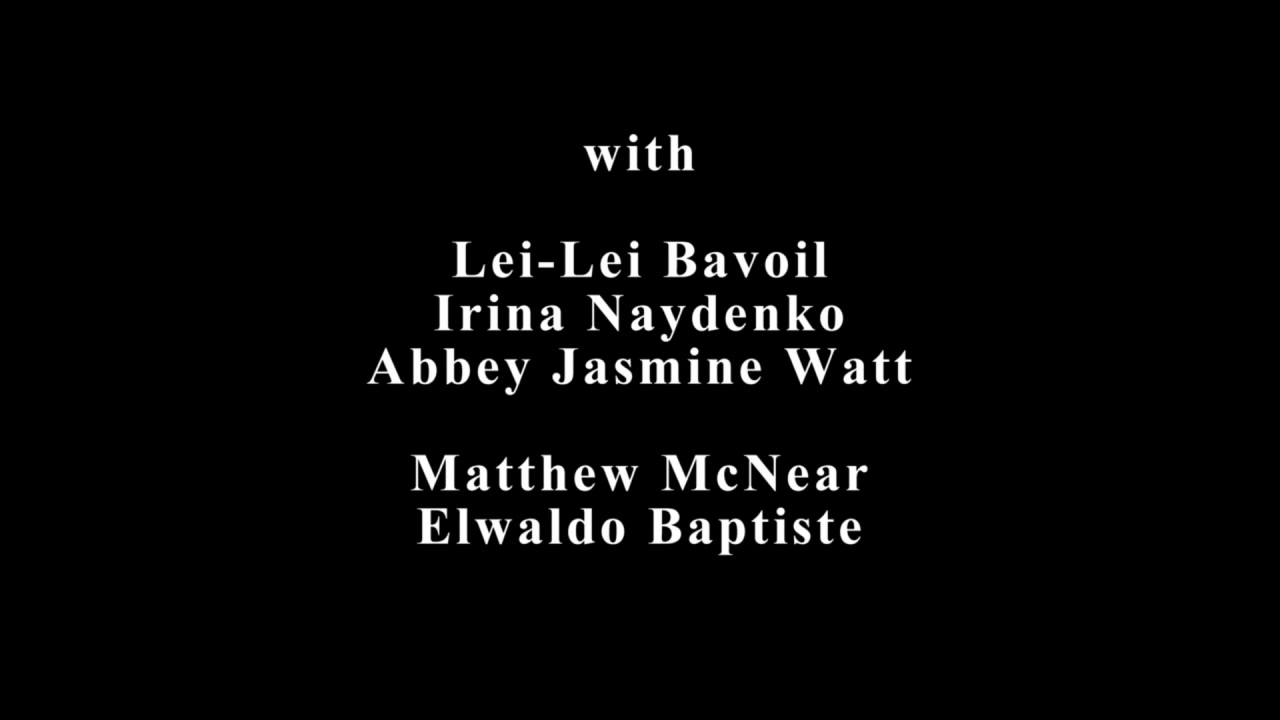 with
Lei-Lei Bavoil
Irina Naydenko
Abbey Jasmine Watt
Matthew McNear
Elwaldo Baptiste